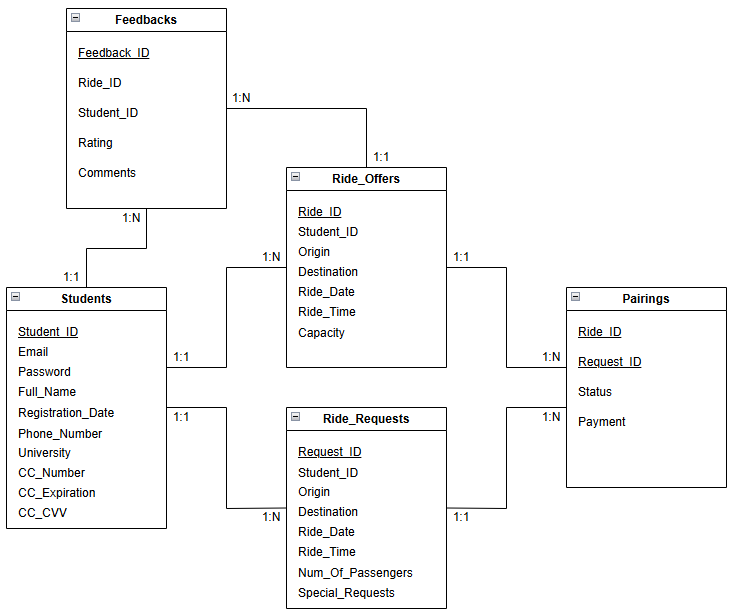 Feedbacks
Feedback_ID
Ride_ID
Student_ID
Rating
Comments
1:N
1:1
1:N
1:1
Ride_Offers
Ride_ID
Student_ID
Origin
Destination
Ride_Date
Ride_Time
Capacity
1:N
1:1
1:1
1:N
Students
Student_ID
Email
Password
Full_Name
Registration_Date
Phone_Number
University
CC_Number
CC_Expiration
CC_CVV
1:1
1:N
Ride_Requests
Request_ID
Student_ID
Origin
Destination
Ride_Date
Ride_Time
Num_Of_Passengers
Special_Requests
1:N
1:1
Pairings
Ride_ID
Request_ID
Status
Payment